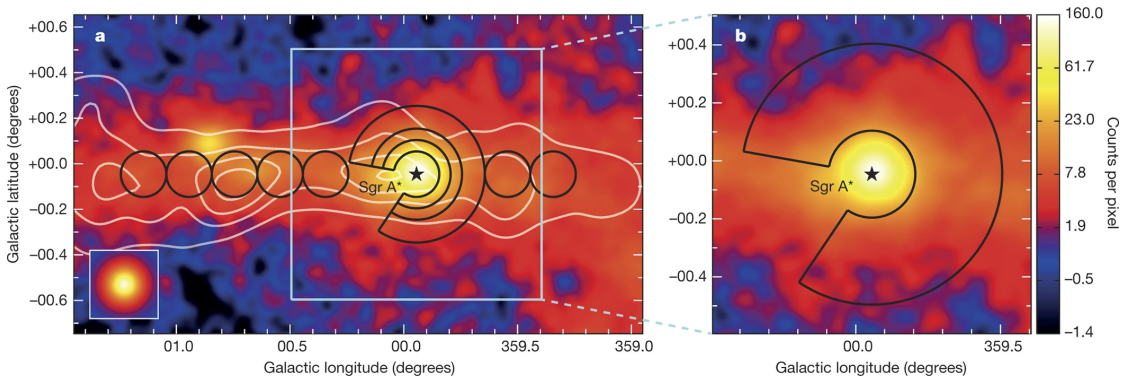 a
+00.6
+00.4
+00.2
+00.0
−00.2
−00.4
−00.6
Galactic latitude (degrees)
Sgr A*
01.0 00.5 00.0 359.5 359.0
Galactic longitude (degrees)
b
+00.4
+00.2
+00.0
−00.2
−00.4
Sgr A*
00.0 359.5
Galactic longitude (degrees)
160.0
61.7
23.0
7.8
1.9
−0.5
−1.4
Counts per pixel